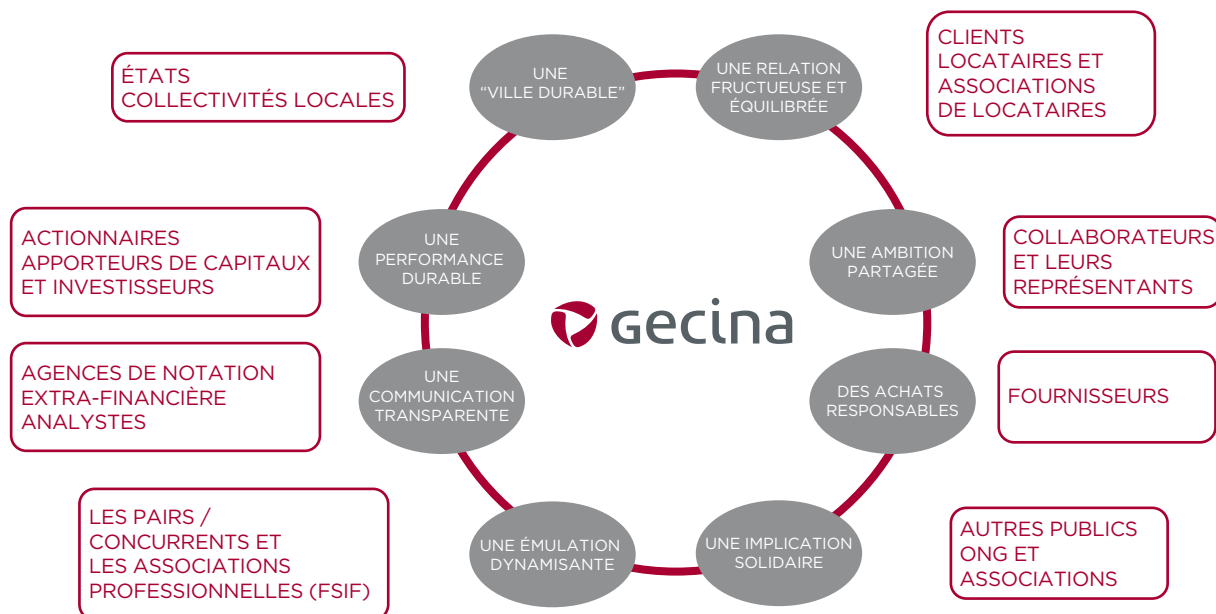 ÉTATS
COLLECTIVITÉS LOCALES
UNE
“VILLE DURABLE”
UNE RELATION
FRUCTUEUSE ET
ÉQUILIBRÉE
CLIENTS
LOCATAIRES ET
ASSOCIATIONS
DE LOCATAIRES
ACTIONNAIRES
APPORTEURS DE CAPITAUX
ET INVESTISSEURS
UNE
PERFORMANCE
DURABLE
UNE AMBITION
PARTAGÉE
COLLABORATEURS
ET LEURS
REPRÉSENTANTS
Gecina
AGENCES DE NOTATION
EXTRA-FINANCIÈRE
ANALYSTES
UNE
COMMUNICATION
TRANSPARENTE
DES ACHATS
RESPONSABLES
FOURNISSEURS
LES PAIRS /
CONCURRENTS ET
LES ASSOCIATIONS
PROFESSIONNELLES (FSIF)
UNE ÉMULATION
DYNAMISANTE
UNE IMPLICATION
SOLIDAIRE
AUTRES PUBLICS
ONG ET
ASSOCIATIONS